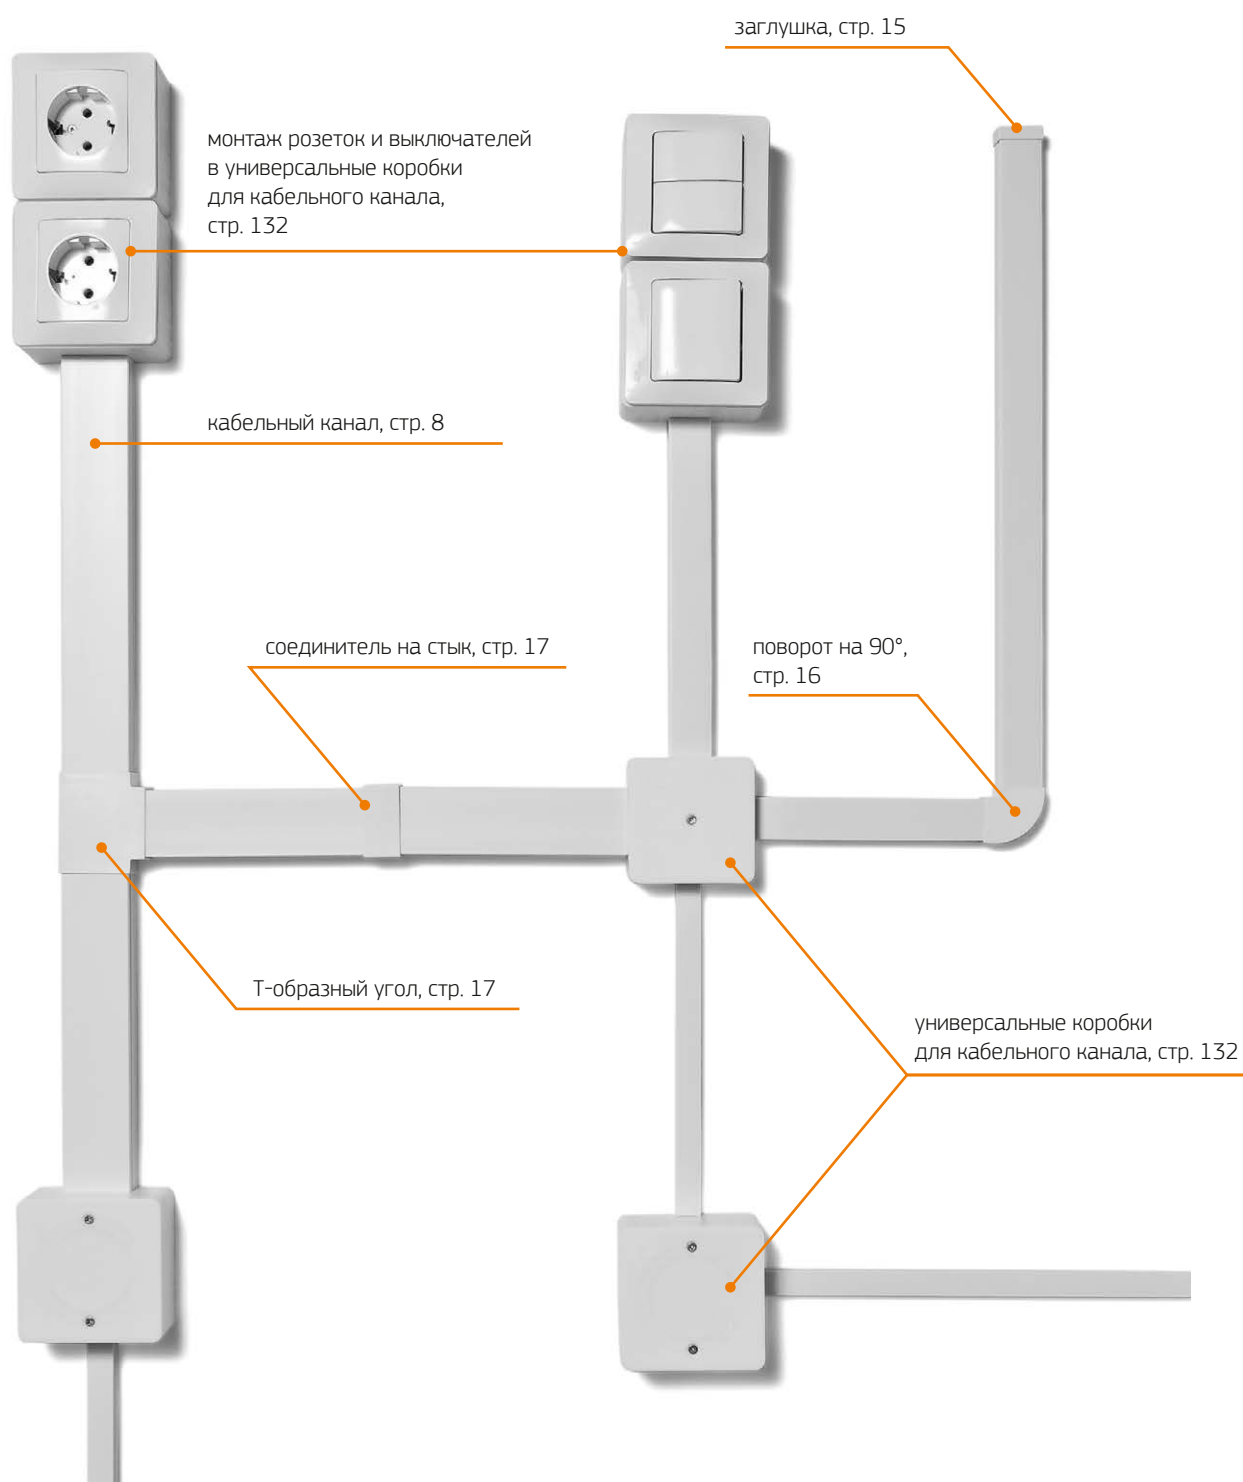 заглушка, стр. 15
монтаж розеток и выключателей
в универсальные коробки
для кабельного канала,
стр. 132
кабельный канал, стр. 8
соединитель на стык, стр. 17
поворот на 90°,
стр. 16
Т-образный угол, стр. 17
универсальные коробки
для кабельного канала, стр. 132